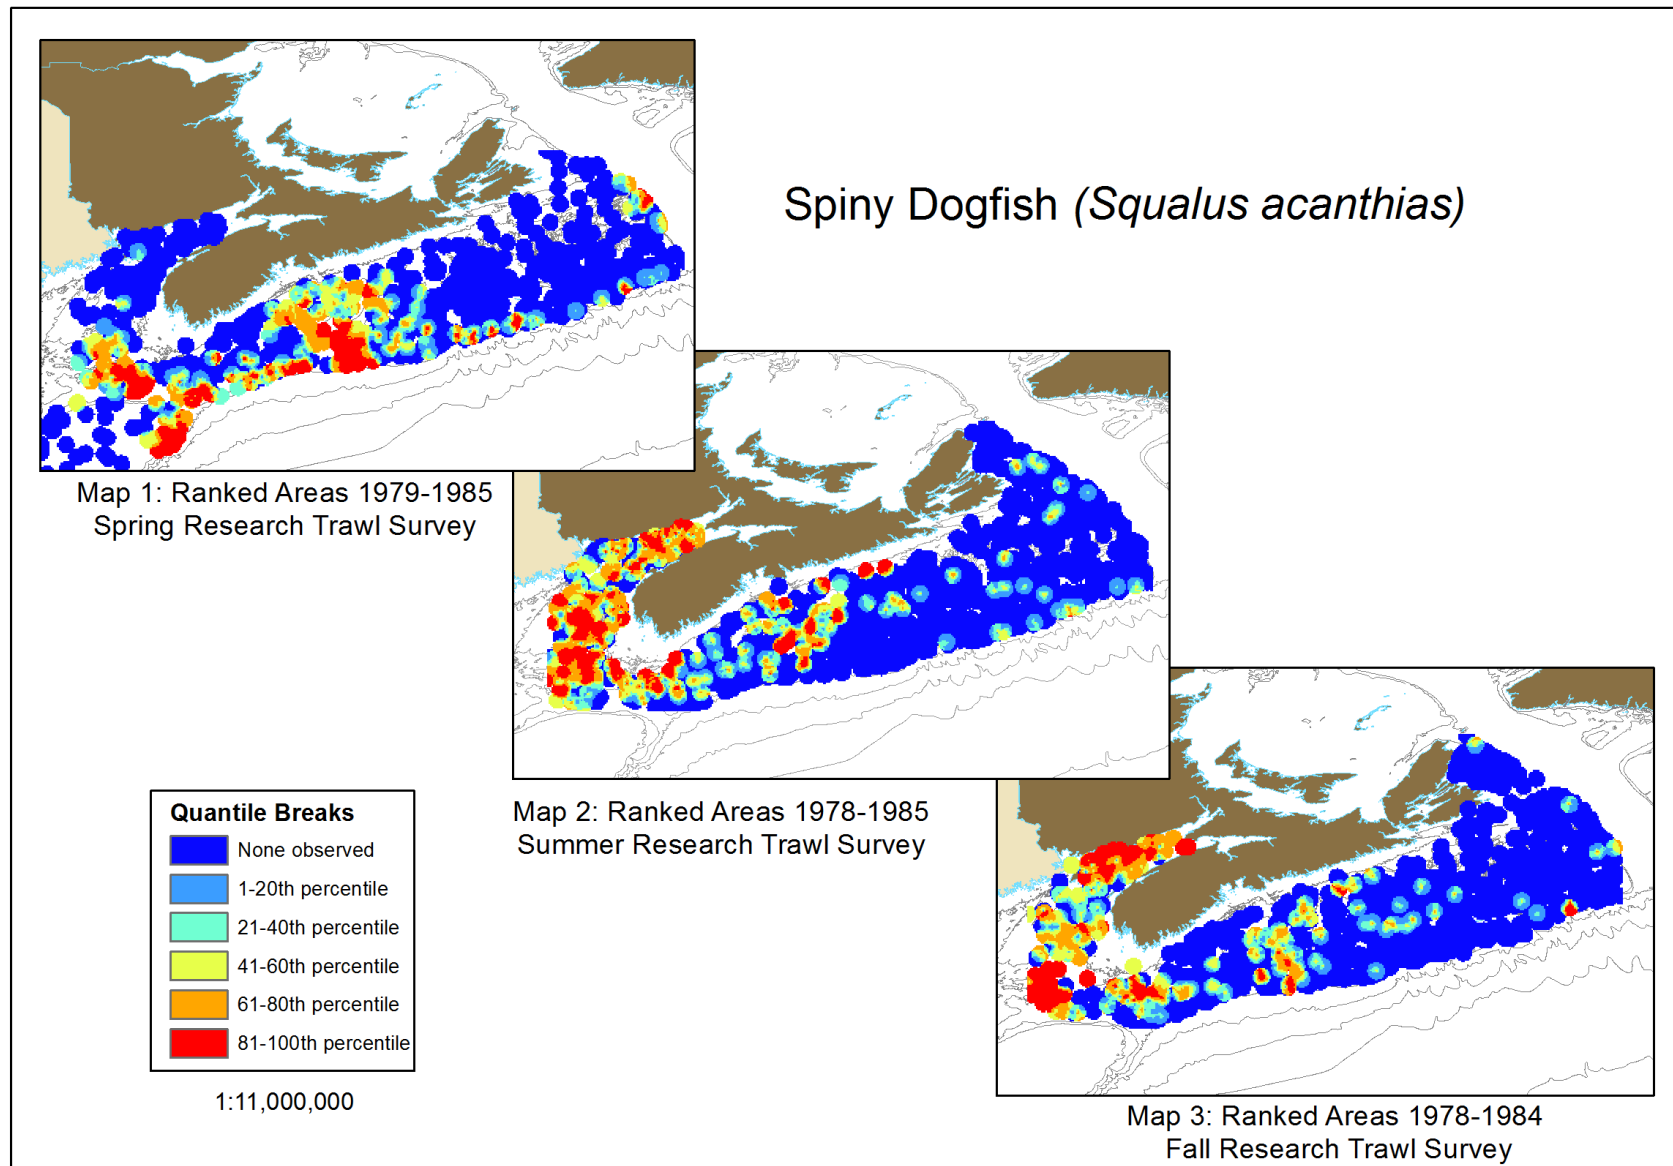 Spiny Dogfish (Squalus acanthias)
Map 1: Ranked Areas 1979-1985
Spring Research Trawl Survey
Map 2: Ranked Areas 1978-1985
Summer Research Trawl Survey
Quantile Breaks
None observed
1-20th percentile
21-40th percentile
41-60th percentile
61-80th percentile
81-100th percentile
1:11,000,000
Map 3: Ranked Areas 1978-1984
Fall Research Trawl Survey